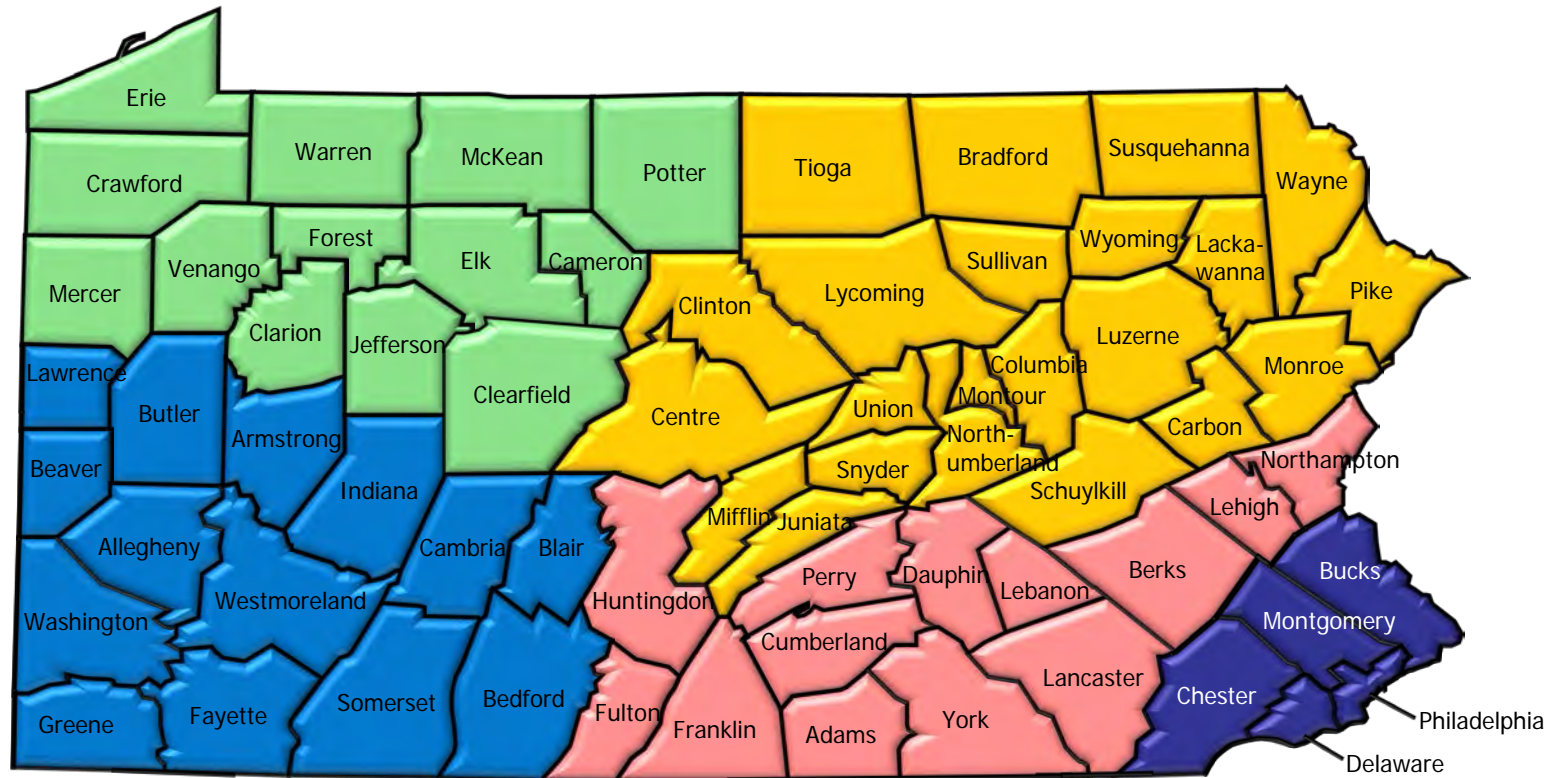 Erie
Warren
McKean
Potter
Tioga
Bradford
Susquehanna
Wayne
Crawford
Forest
Venango
Elk
Cameron
Mercer
Clinton
Lycoming
Sullivan
Wyoming
Lacka-
wanna
Pike
Clarion
Jefferson
Luzerne
Columbia
Monroe
Lawrence
Butler
Clearfield
Centre
Union
Montour
Carbon
Armstrong
Beaver
Indiana
Snyder
North-
umberland
Schuylkill
Northampton
Lehigh
Mifflin
Juniata
Allegheny
Cambria
Blair
Perry
Dauphin
Lebanon
Berks
Bucks
Washington
Westmoreland
Huntingdon
Cumberland
Montgomery
Greene
Fayette
Somerset
Bedford
Fulton
Franklin
Adams
York
Lancaster
Chester
Philadelphia
Delaware